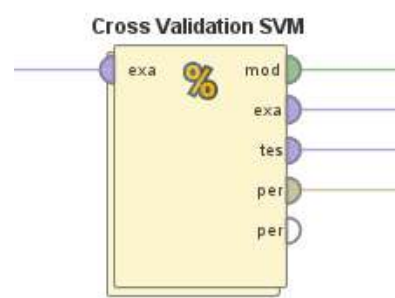 Cross Validation SVM
exa % mod
exa
tes
per
per